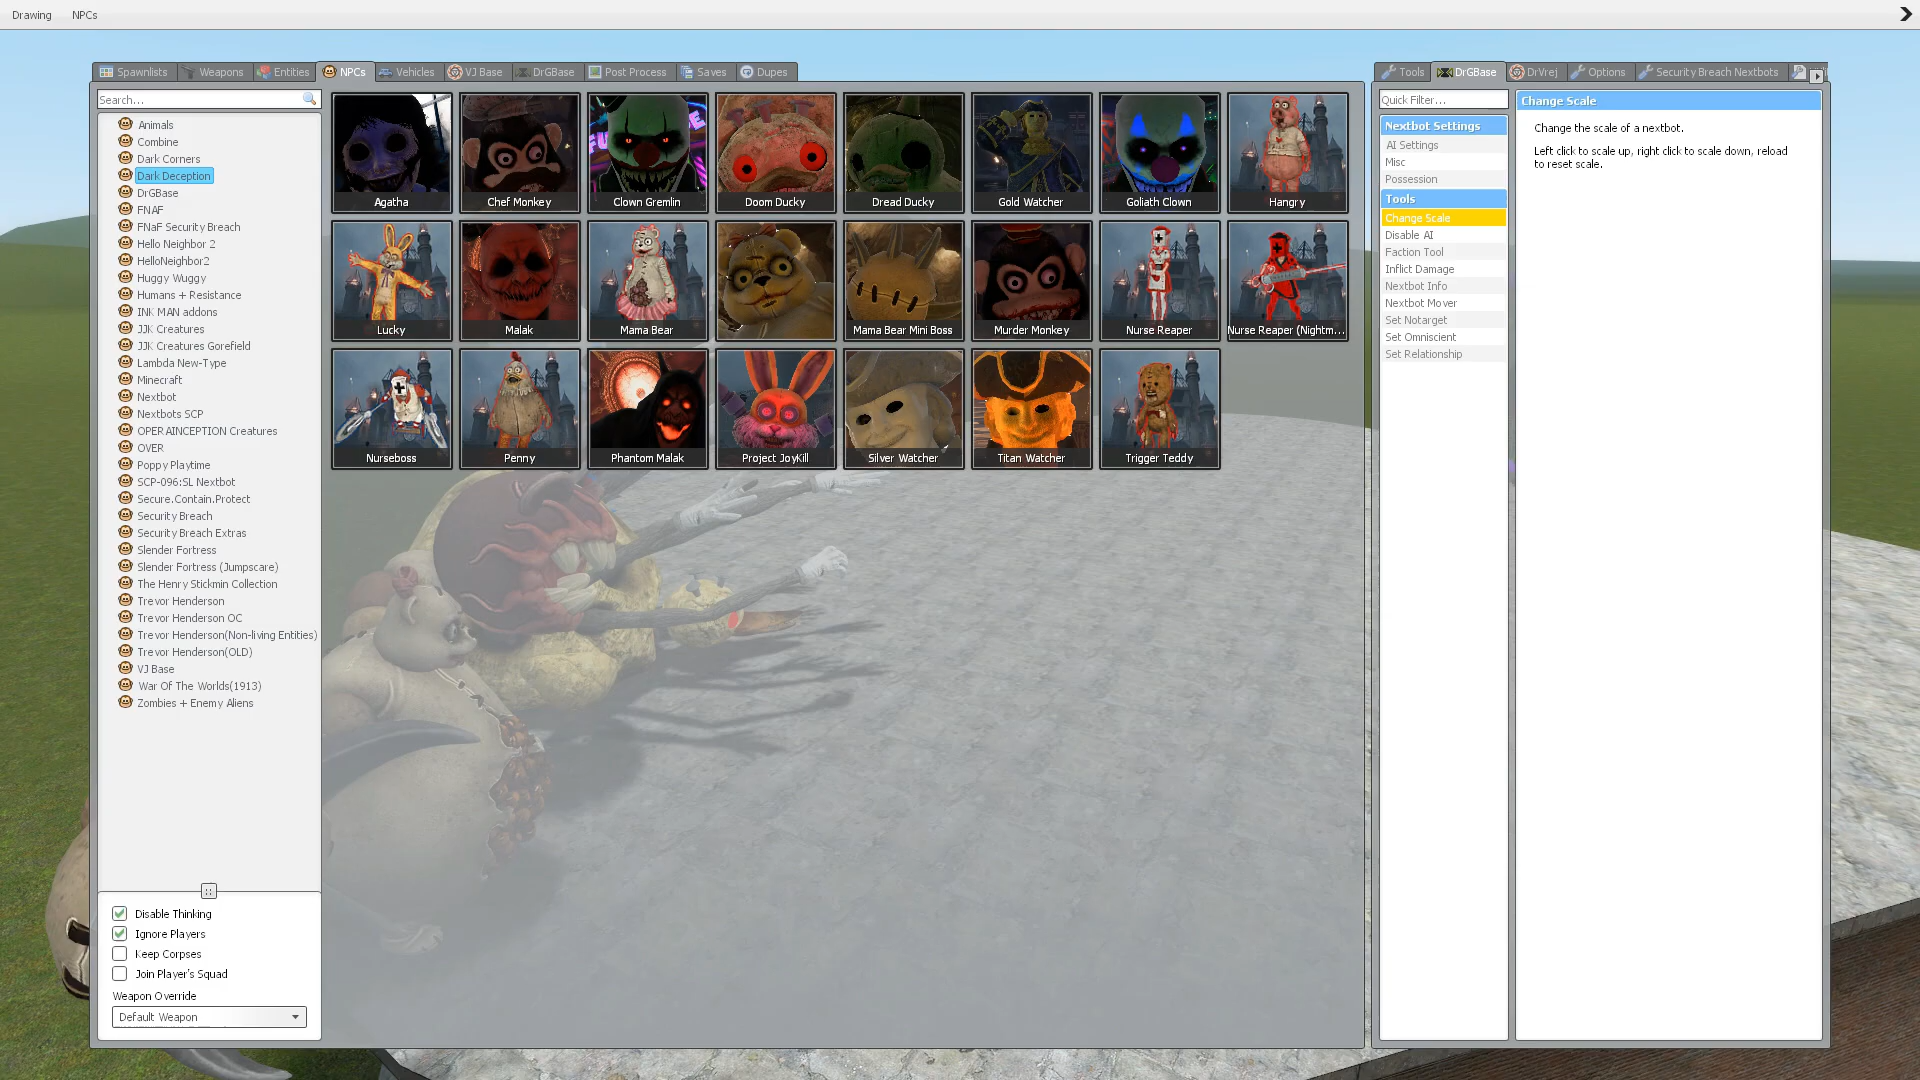 Drawing NPCs
Spawnlists Weapons Entities NPCs Vehicles VJ Base DrGBase Post Process Saves Dupes
Search...
Animals
Combine
Dark Corners
Dark Deception
DrGBase
FNAF
FNaF Security Breach
Hello Neighbor 2
HelloNeighbor2
Huggy Wuggy
Humans + Resistance
INK MAN addons
JJK Creatures
JJK Creatures Gorefield
Lambda New-Type
Minecraft
Nextbot
Nextbots SCP
OPERAINCEPTION Creatures
OVER
Poppy Playtime
SCP-096:SL Nextbot
Secure.Contain.Protect
Security Breach
Security Breach Extras
Slender Fortress
Slender Fortress (Jumpscare)
The Henry Stickmin Collection
Trevor Henderson
Trevor Henderson OC
Trevor Henderson(Non-living Entities)
Trevor Henderson(OLD)
VJ Base
War Of The Worlds(1913)
Zombies + Enemy Aliens
Disable Thinking
Ignore Players
Keep Corpses
Join Player's Squad
Weapon Override
Default Weapon
Agatha Chef Monkey Clown Gremlin Doom Ducky Dread Ducky Gold Watcher Goliath Clown Hangry
Lucky Malak Mama Bear Mama Bear Mini Boss Murder Monkey Nurse Reaper Nurse Reaper (Nightm...
Nurseboss Penny Phantom Malak Project JoyKill Silver Watcher Titan Watcher Trigger Teddy
Tools DrGBase DrVrej Options Security Breach Nextbots
Quick Filter...
Nextbot Settings
AI Settings
Misc
Possession
Tools
Change Scale
Disable AI
Faction Tool
Inflict Damage
Nextbot Info
Nextbot Mover
Set Notarget
Set Omniscient
Set Relationship
Change Scale
Change the scale of a nextbot.
Left click to scale up, right click to scale down, reload
to reset scale.